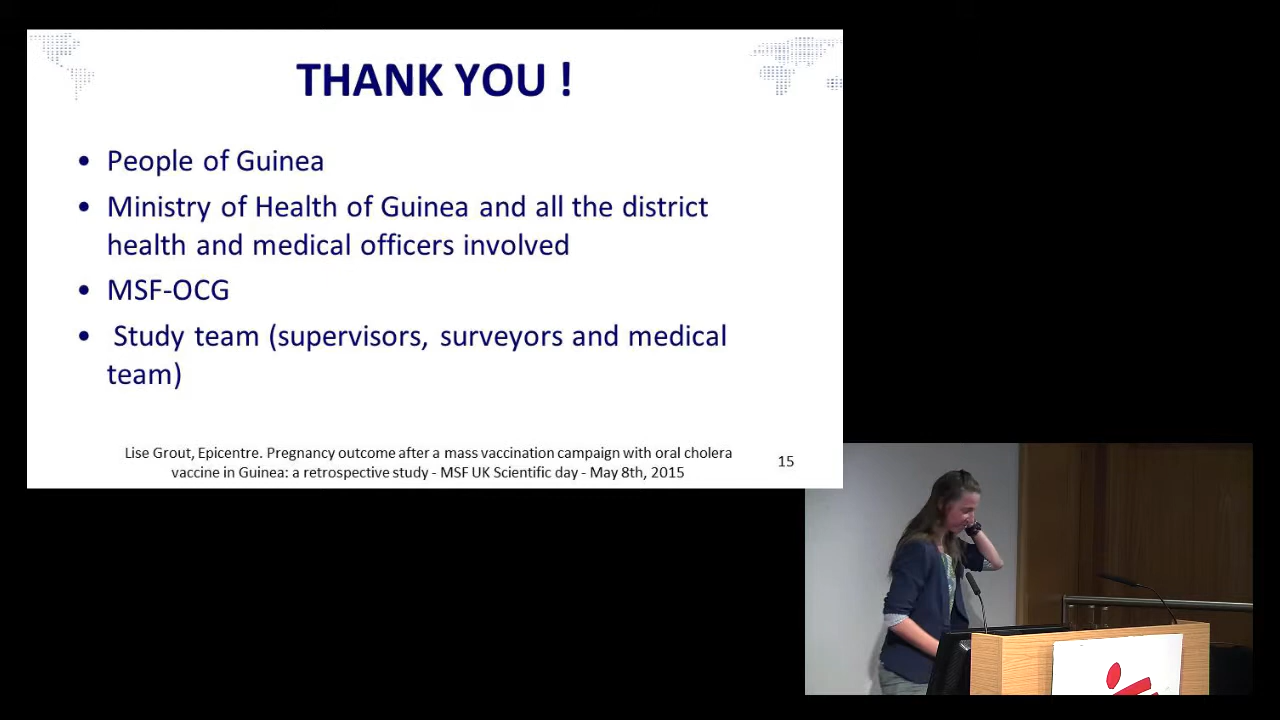 THANK YOU !
• People of Guinea
• Ministry of Health of Guinea and all the district
health and medical officers involved
• MSF-OCG
• Study team (supervisors, surveyors and medical
team)
Lise Grout, Epicentre. Pregnancy outcome after a mass vaccination campaign with oral cholera
vaccine in Guinea: a retrospective study - MSF UK Scientific day - May 8th, 2015
15